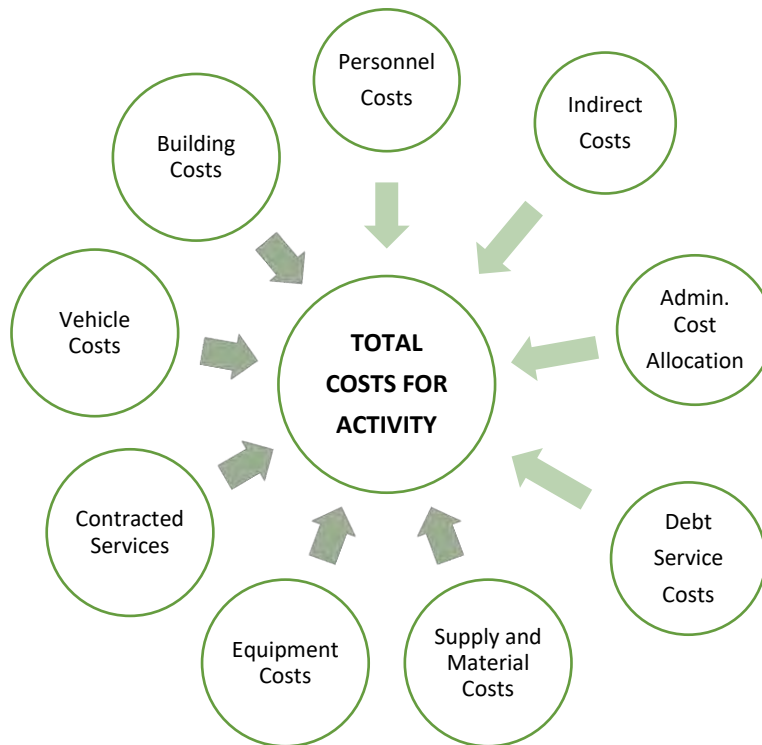 Personnel
Costs
Indirect
Costs
Building
Costs
Vehicle
Costs
TOTAL
COSTS FOR
ACTIVITY
Admin.
Cost
Allocation
Contracted
Services
Debt
Service
Costs
Equipment
Costs
Supply and
Material
Costs